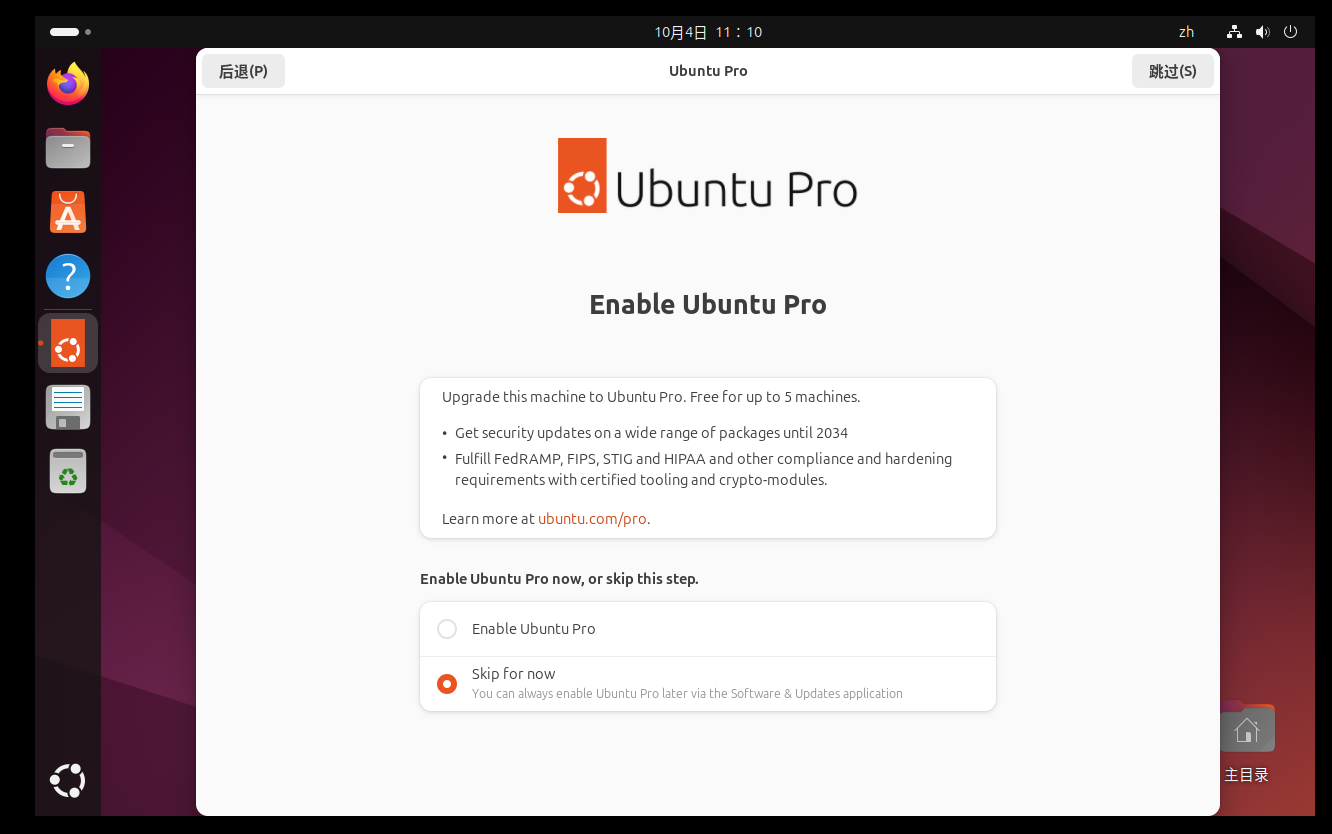 10月4日 11：10
zh
后退(P)
Ubuntu Pro
跳过(S)
Ubuntu Pro
Enable Ubuntu Pro
Upgrade this machine to Ubuntu Pro. Free for up to 5 machines.
• Get security updates on a wide range of packages until 2034
• Fulfill FedRAMP, FIPS, STIG and HIPAA and other compliance and hardening
requirements with certified tooling and crypto-modules.
Learn more at ubuntu.com/pro.
Enable Ubuntu Pro now, or skip this step.
Enable Ubuntu Pro
Skip for now
You can always enable Ubuntu Pro later via the Software & Updates application
主目录